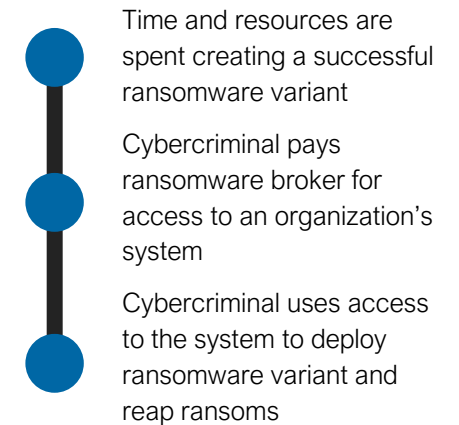 Time and resources are
spent creating a successful
ransomware variant
Cybercriminal pays
ransomware broker for
access to an organization’s
system
Cybercriminal uses access
to the system to deploy
ransomware variant and
reap ransoms